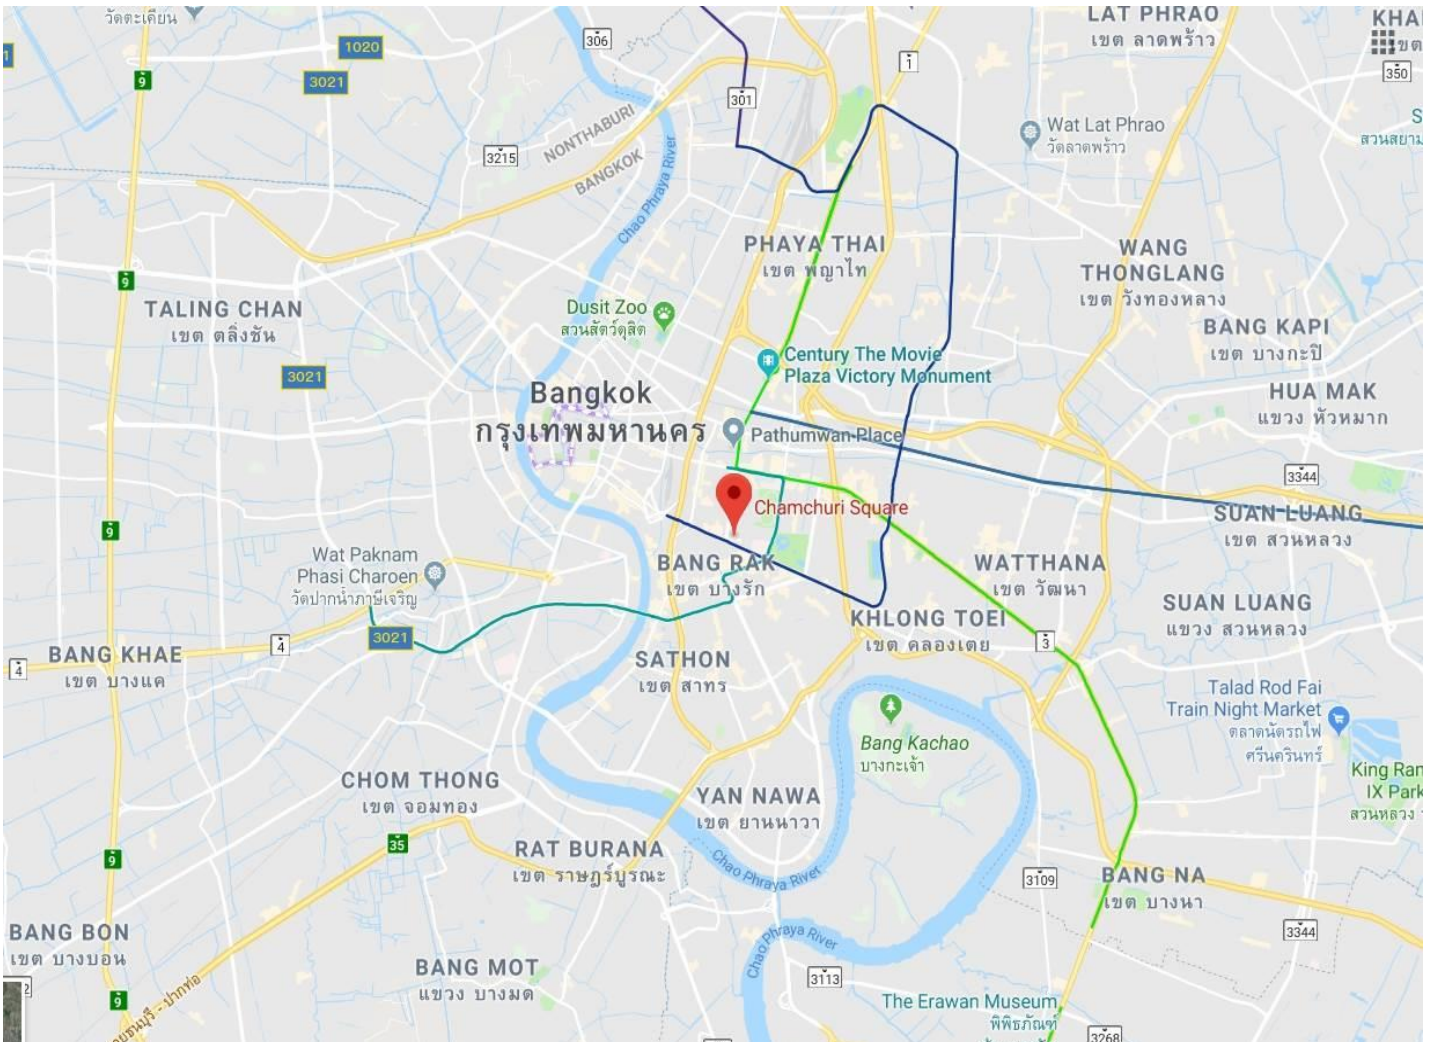 วัดตะเคียน
1020
3021
9
306
301
1
LAT PHRAO
เขต ลาดพร้าว
350
3215
NONTHABURI
BANGKOK
Chao Phraya River
Wat Lat Phrao
วัดลาดพร้าว
PHAYA THAI
เขต พญาไท
WANG
THONGLANG
เขต วังทองหลาง
9
TALING CHAN
เขต ตลิ่งชัน
Dusit Zoo
สวนสัตว์ดุสิต
BANG KAPI
เขต บางกะปิ
Century The Movie
Plaza Victory Monument
3021
Bangkok
กรุงเทพมหานคร
HUA MAK
แขวง หัวหมาก
Pathumwan Place
3344
Chamchuri Square
SUAN LUANG
เขต สวนหลวง
9
Wat Paknam
Phasi Charoen
วัดปากน้ำภาษีเจริญ
BANG RAK
เขต บางรัก
WATTHANA
เขต วัฒนา
SUAN LUANG
แขวง สวนหลวง
KHLONG TOEI
เขต คลองเตย
3021
4
4
3
BANG KHAE
เขต บางแค
SATHON
เขต สาทร
Talad Rod Fai
Train Night Market
ตลาดนัดรถไฟ
ศรีนครินทร์
Bang Kachao
บางกะเจ้า
King Ran
IX Park
สวนหลวง
CHOM THONG
เขต จอมทอง
YAN NAWA
เขต ยานนาวา
35
RAT BURANA
เขต ราษฎร์บูรณะ
9
Chao Phraya River
3109
BANG NA
เขต บางนา
BANG BON
เขต บางบอน
Chao Phraya River
3344
BANG MOT
แขวง บางมด
3113
9
The Erawan Museum
พิพิธภัณฑ์
3268